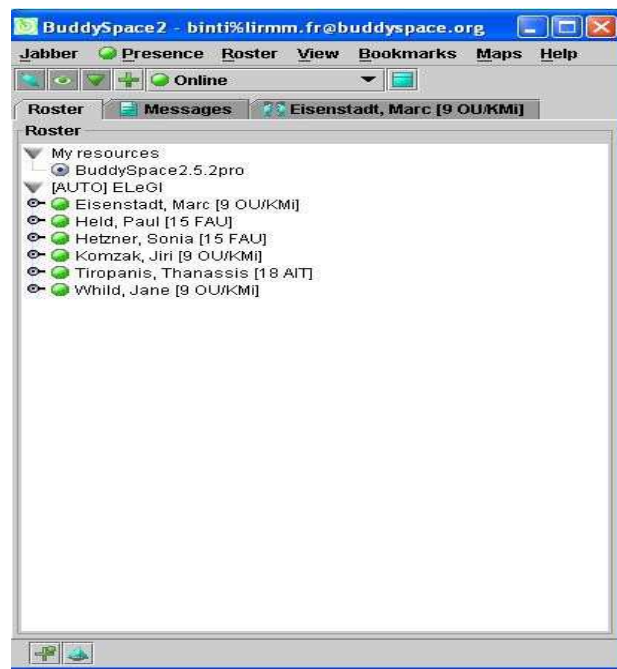 BuddySpace2 - binti%lirmm.fr@buddyspace.org
Jabber Presence Roster View Bookmarks Maps Help
Online
Roster Messages Eisenstadt, Marc [9 OU/KMi]
Roster
My resources
BuddySpace2.5.2pro
[AUTO] ELeGI
Eisenstadt, Marc [9 OU/KMi]
Held, Paul [15 FAU]
Hetzner, Sonia [15 FAU]
Komzak, Jiri [9 OU/KMi]
Tiropanis, Thanassis [18 AIT]
Whild, Jane [9 OU/KMi]